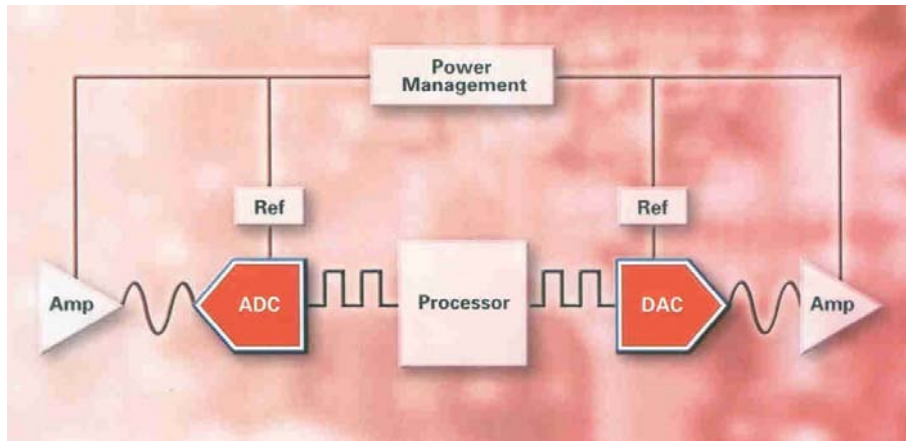 Power
Management
Ref
Ref
Amp
ADC
Processor
DAC
Amp